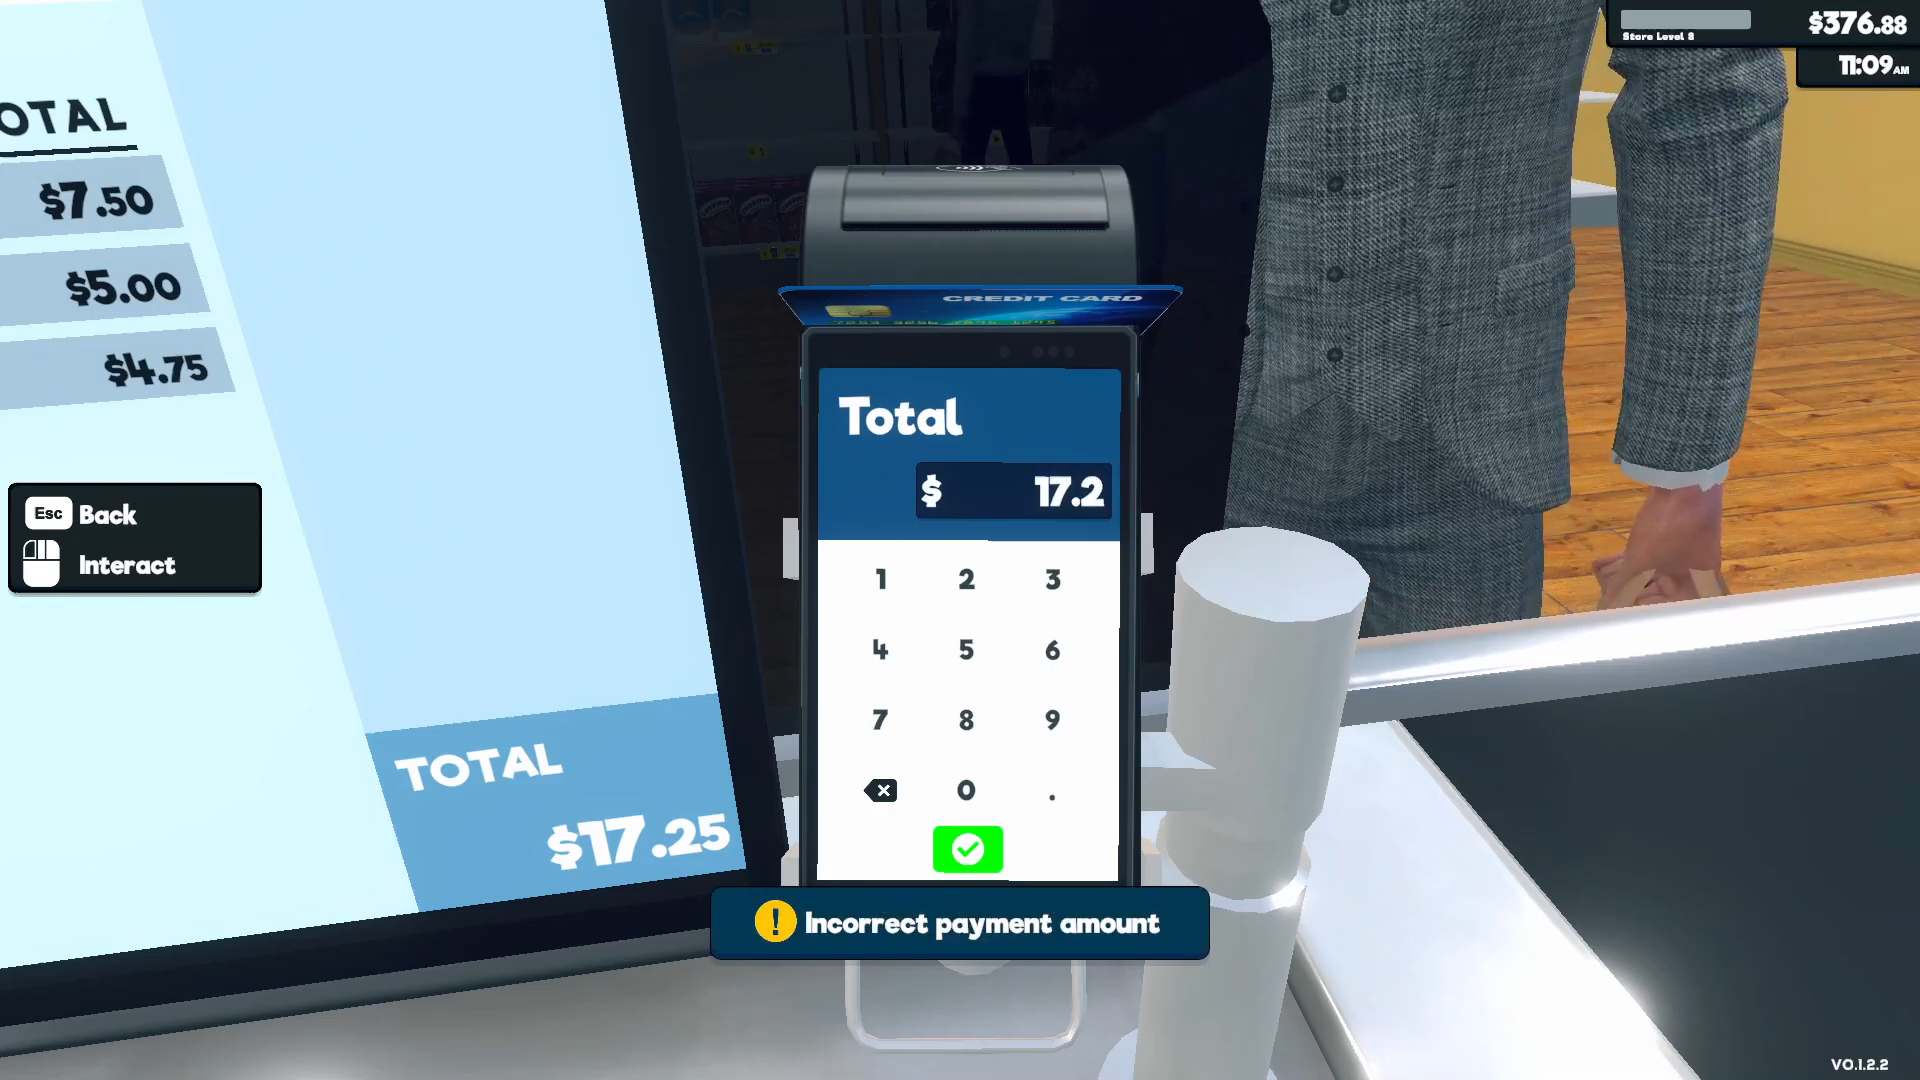 $376.88
Store Level 8
11:09AM
OTAL
$7.50
$5.00
$4.75
TOTAL
$17.25
Esc Back
Interact
CREDIT CARD
Total
$ 17.2
1 2 3
4 5 6
7 8 9
0 .
Incorrect payment amount
V0.1.2.2